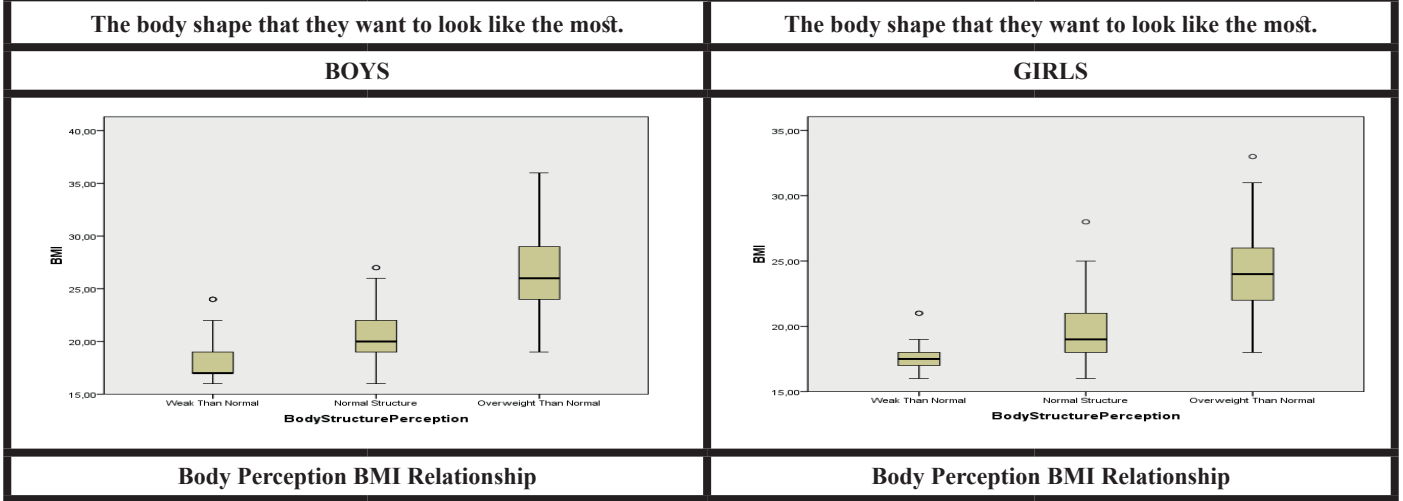 The body shape that they want to look like the most.
The body shape that they want to look like the most.
BOYS
GIRLS
40,00
35,00
30,00
25,00
20,00
15,00
BMI
Weak Than Normal
Normal Structure
Overweight Than Normal
BodyStructurePerception
35,00
30,00
25,00
20,00
15,00
BMI
Weak Than Normal
Normal Structure
Overweight Than Normal
BodyStructurePerception
Body Perception BMI Relationship
Body Perception BMI Relationship